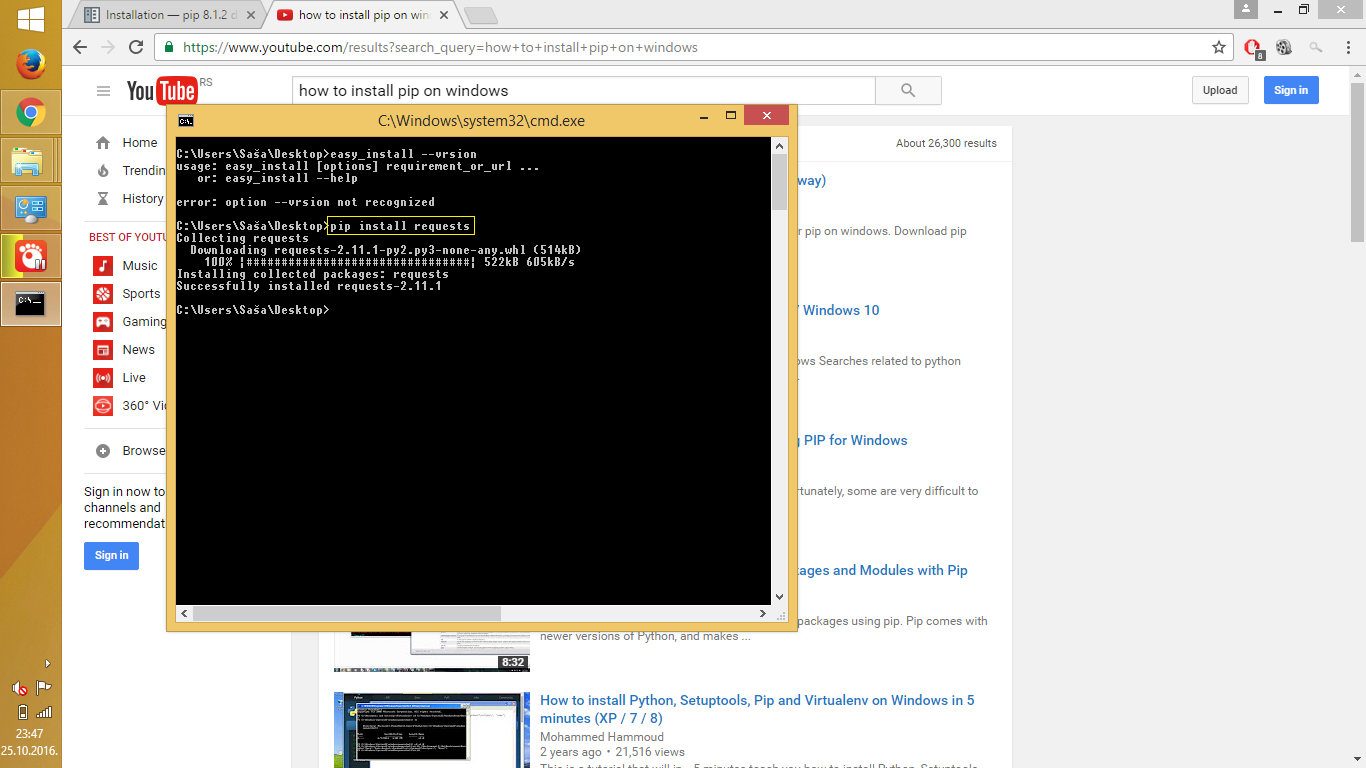 Installation — pip 8.1.2 d
how to install pip on win
https://www.youtube.com/results?search_query=how+to+install+pip+on+windows
8
YouTube RS
how to install pip on windows
Upload
Sign in
C:\Windows\system32\cmd.exe
C:\Users\Saša\Desktop>easy_install --vrsion
usage: easy_install [options] requirement_or_url ...
or: easy_install --help
error: option --vrsion not recognized
C:\Users\Saša\Desktop>pip install requests
Collecting requests
Downloading requests-2.11.1-py2.py3-none-any.whl (514kB)
100% |################################| 522kB 605kB/s
Installing collected packages: requests
Successfully installed requests-2.11.1
C:\Users\Saša\Desktop>
Home
Trendin
History
BEST OF YOUTU
Music
Sports
Gaming
News
Live
360° Vi
Browse
Sign in now to
channels and
recommendat
Sign in
About 26,300 results
way)
r pip on windows. Download pip
Windows 10
ows Searches related to python
g PIP for Windows
rtunately, some are very difficult to
ages and Modules with Pip
packages using pip. Pip comes with
newer versions of Python, and makes ...
8:32
How to install Python, Setuptools, Pip and Virtualenv on Windows in 5
minutes (XP / 7 / 8)
Mohammed Hammoud
2 years ago • 21,516 views
23:47
25.10.2016.